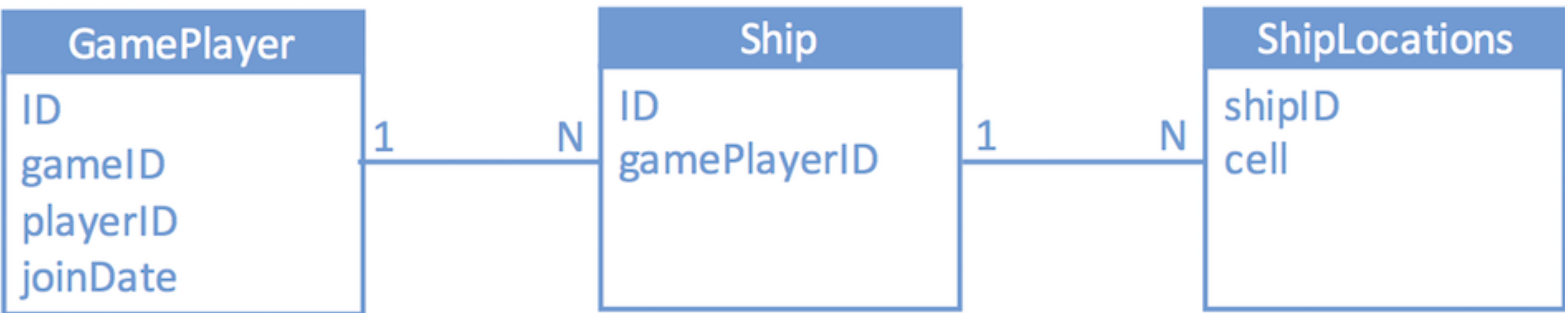 GamePlayer
ID
gameID
playerID
joinDate
1
N
Ship
ID
gamePlayerID
1
N
ShipLocations
shipID
cell